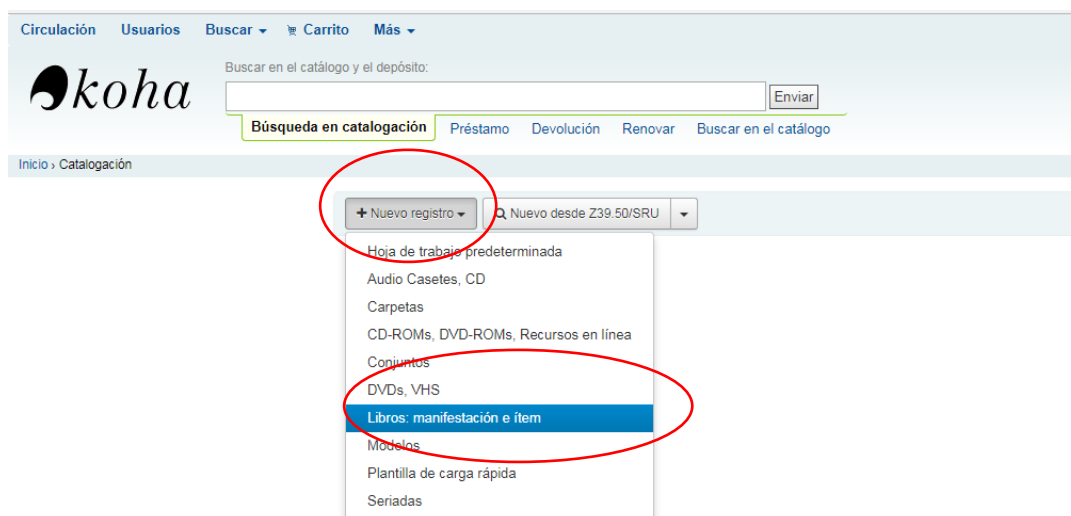 Circulación Usuarios Buscar Carrito Más
koha
Buscar en el catálogo y el depósito:
Enviar
Búsqueda en catalogación Préstamo Devolución Renovar Buscar en el catálogo
Inicio › Catalogación
+ Nuevo registro Nuevo desde Z39.50/SRU
Hoja de trabajo predeterminada
Audio Casetes, CD
Carpetas
CD-ROMs, DVD-ROMs, Recursos en línea
Conjuntos
DVDs, VHS
Libros: manifestación e ítem
Modelos
Plantilla de carga rápida
Seriadas